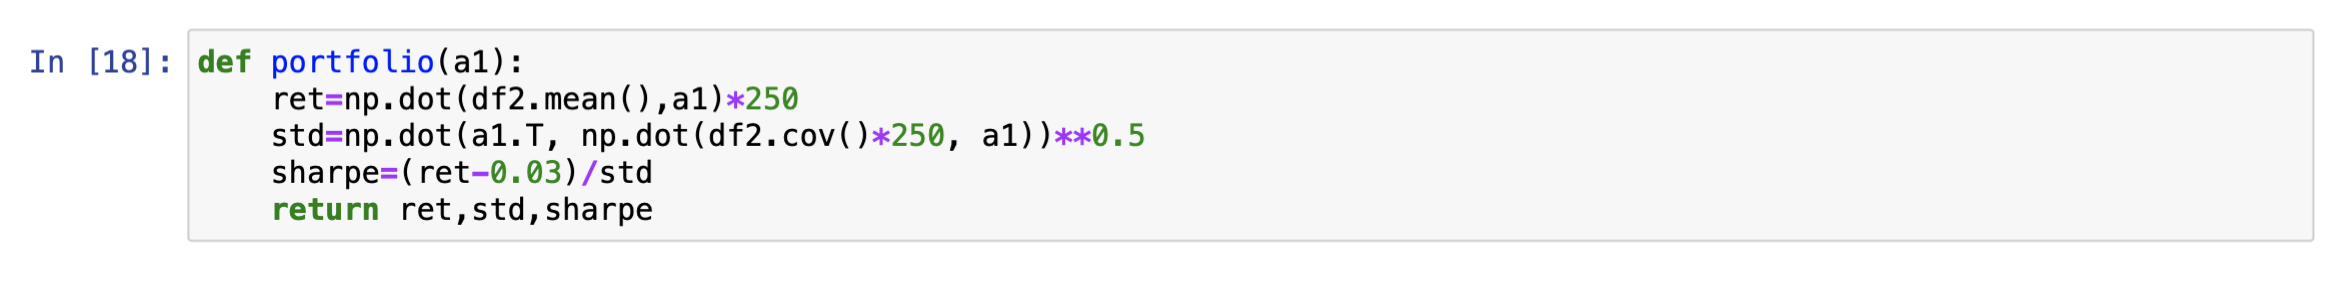 In [18]: def portfolio(a1):
    ret=np.dot(df2.mean(),a1)*250
    std=np.dot(a1.T, np.dot(df2.cov()*250, a1))**0.5
    sharpe=(ret-0.03)/std
    return ret,std,sharpe